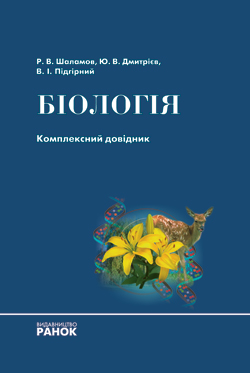 Р. В. Шаламов, Ю. В. Дмитрієв,
В. І. Підгірний
БІОЛОГІЯ
Комплексний довідник
ВИДАВНИЦТВО
РАНОК